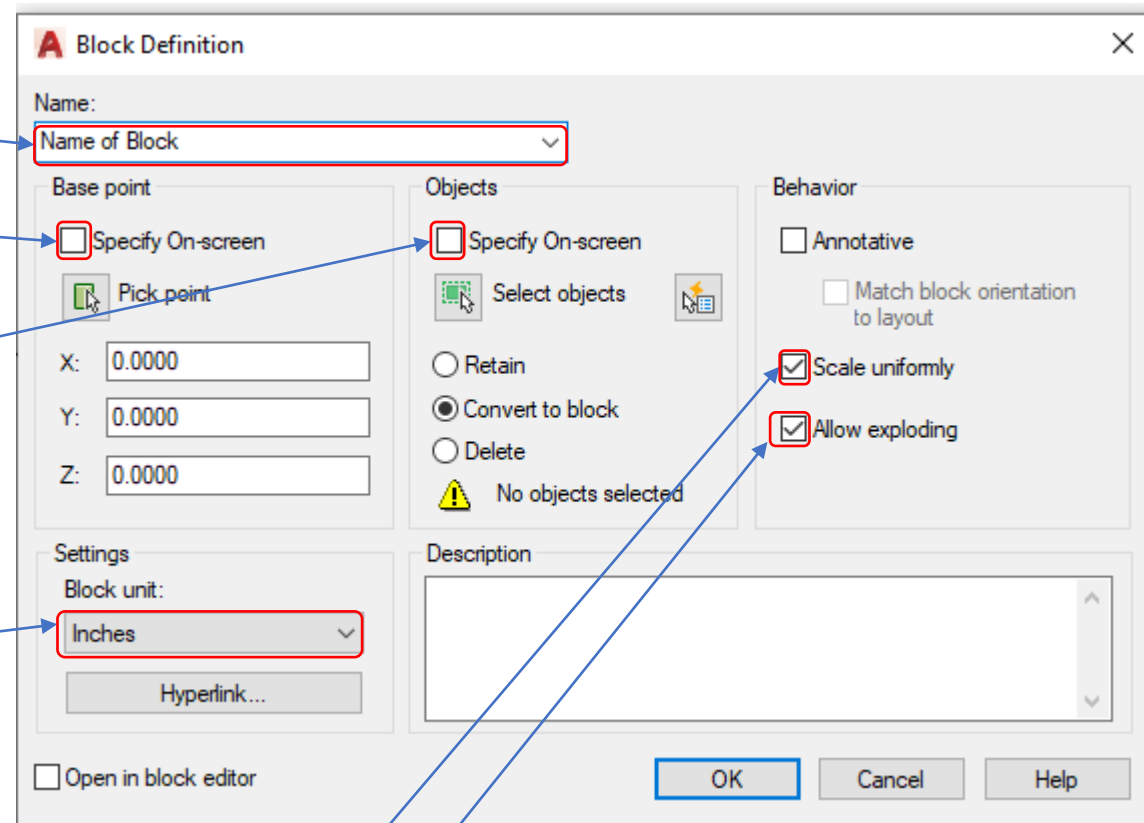 Block Definition
Name:
Name of Block
Base point
Specify On-screen
Pick point
X: 0.0000
Y: 0.0000
Z: 0.0000
Objects
Specify On-screen
Select objects
Retain
Convert to block
Delete
No objects selected
Behavior
Annotative
Match block orientation
to layout
Scale uniformly
Allow exploding
Settings
Block unit:
Inches
Hyperlink...
Description
Open in block editor
OK Cancel Help